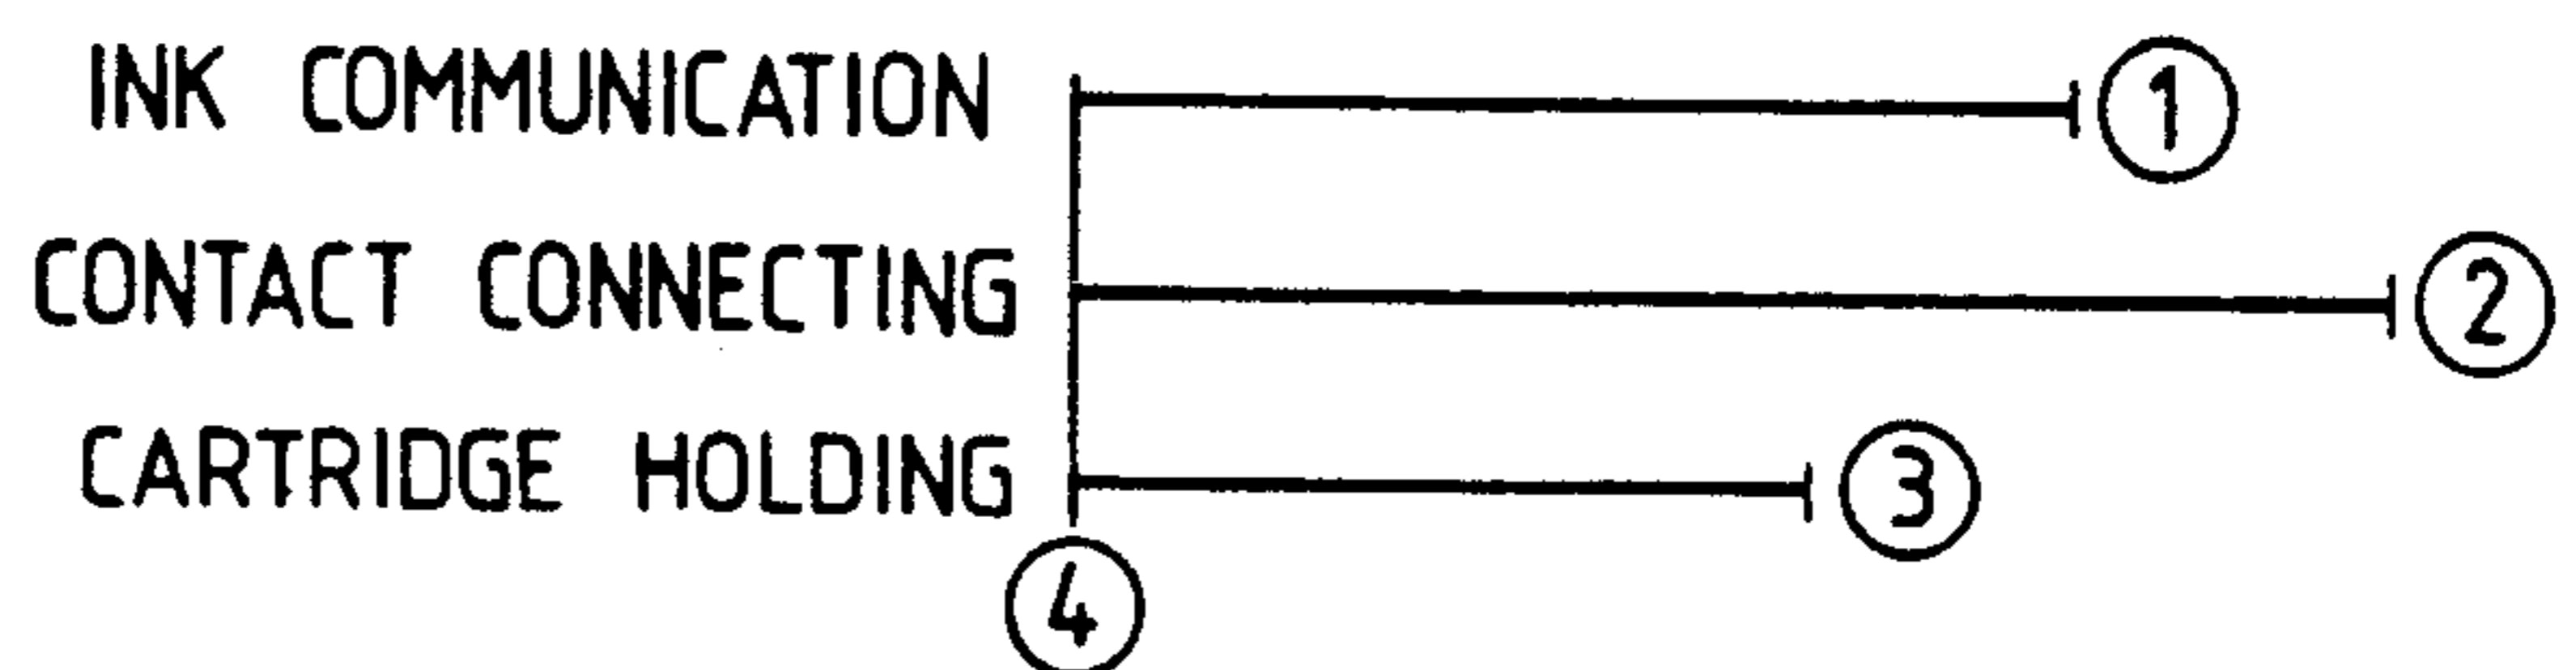 INK COMMUNICATION ①
CONTACT CONNECTING ②
CARTRIDGE HOLDING ③
④